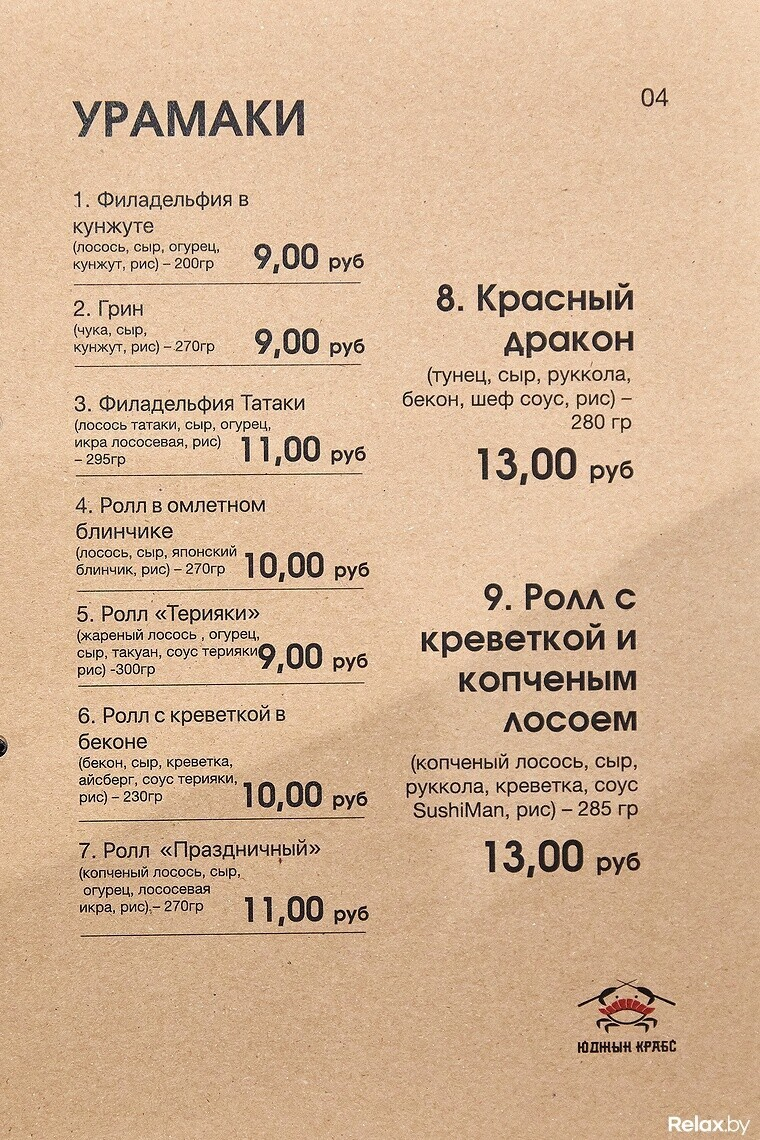 04
УРАМАКИ
1. Филадельфия в
кунжуте
(лосось, сыр, огурец,
кунжут, рис) – 200гр
9,00 руб
2. Грин
(чука, сыр,
кунжут, рис) – 270гр
9,00 руб
3. Филадельфия Татаки
(лосось татаки, сыр, огурец,
икра лососевая, рис)
– 295гр
11,00 руб
4. Ролл в омлетном
блинчике
(лосось, сыр, японский
блинчик, рис) – 270гр
10,00 руб
5. Ролл «Терияки»
(жареный лосось , огурец,
сыр, такуан, соус терияки
рис) -300гр
9,00 руб
6. Ролл с креветкой в
беконе
(бекон, сыр, креветка,
айсберг, соус терияки,
рис) – 230гр
10,00 руб
7. Ролл «Праздничный»
(копченый лосось, сыр,
огурец, лососевая
икра, рис),– 270гр
11,00 руб
8. Красный
дракон
(тунец, сыр, руккола,
бекон, шеф соус, рис) –
280 гр
13,00 руб
9. Ролл с
креветкой и
копченым
лосоем
(копченый лосось, сыр,
руккола, креветка, соус
SushiMan, рис) – 285 гр
13,00 руб
ЮДЖЫН КРАБС
Relax.by